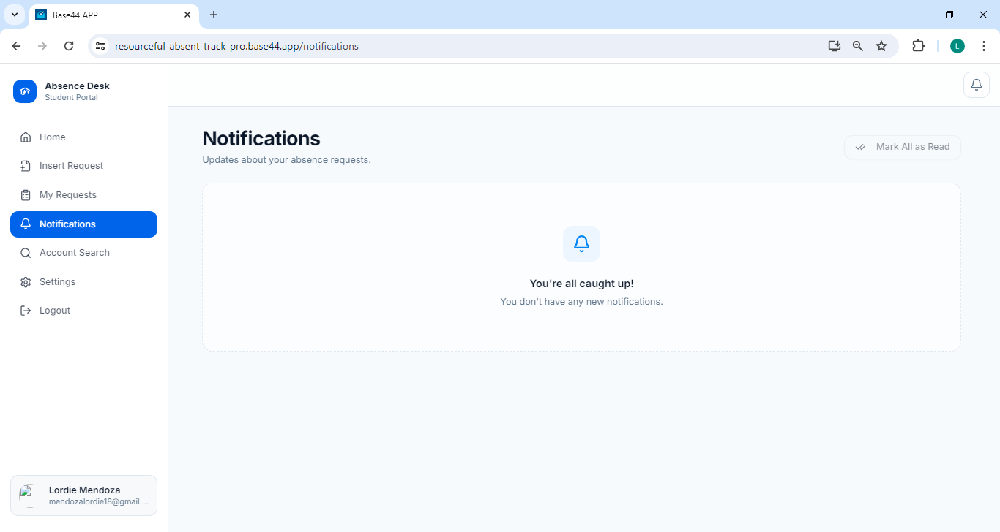 Base44 APP
resourceful-absent-track-pro.base44.app/notifications
L
Absence Desk
Student Portal
Home
Insert Request
My Requests
Notifications
Account Search
Settings
Logout
Lordie Mendoza
mendozalordie18@gmail....
Notifications
Updates about your absence requests.
Mark All as Read
You're all caught up!
You don't have any new notifications.